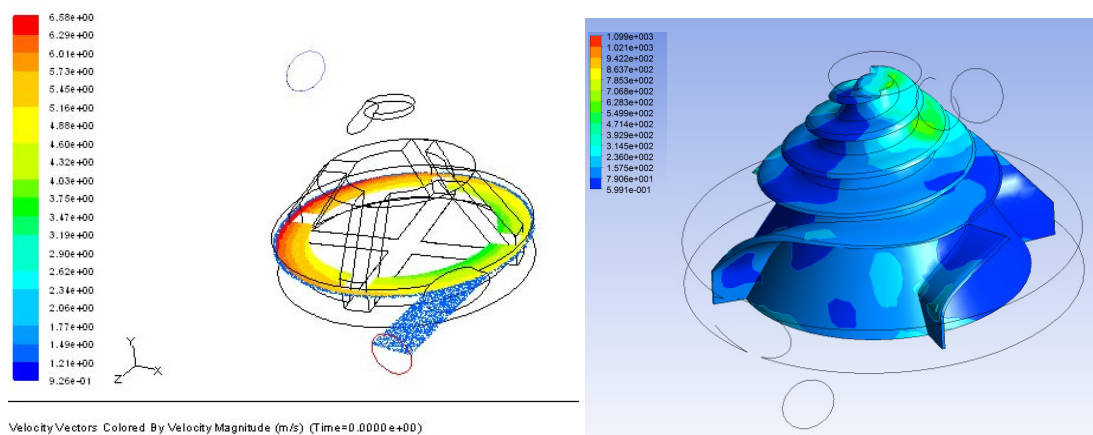 6.58e+00
6.29e+00
6.01e+00
5.73e+00
5.45e+00
5.16e+00
4.88e+00
4.60e+00
4.32e+00
4.03e+00
3.75e+00
3.47e+00
3.19e+00
2.90e+00
2.62e+00
2.34e+00
2.06e+00
1.77e+00
1.49e+00
1.21e+00
9.26e-01
Y
Z
X
Velocity Vectors Colored By Velocity Magnitude (m/s) (Time=0.0000e+00)
1.099e+003
1.021e+003
9.422e+002
8.637e+002
7.853e+002
7.068e+002
6.283e+002
5.499e+002
4.714e+002
3.929e+002
3.145e+002
2.360e+002
1.575e+002
7.906e+001
5.991e-001